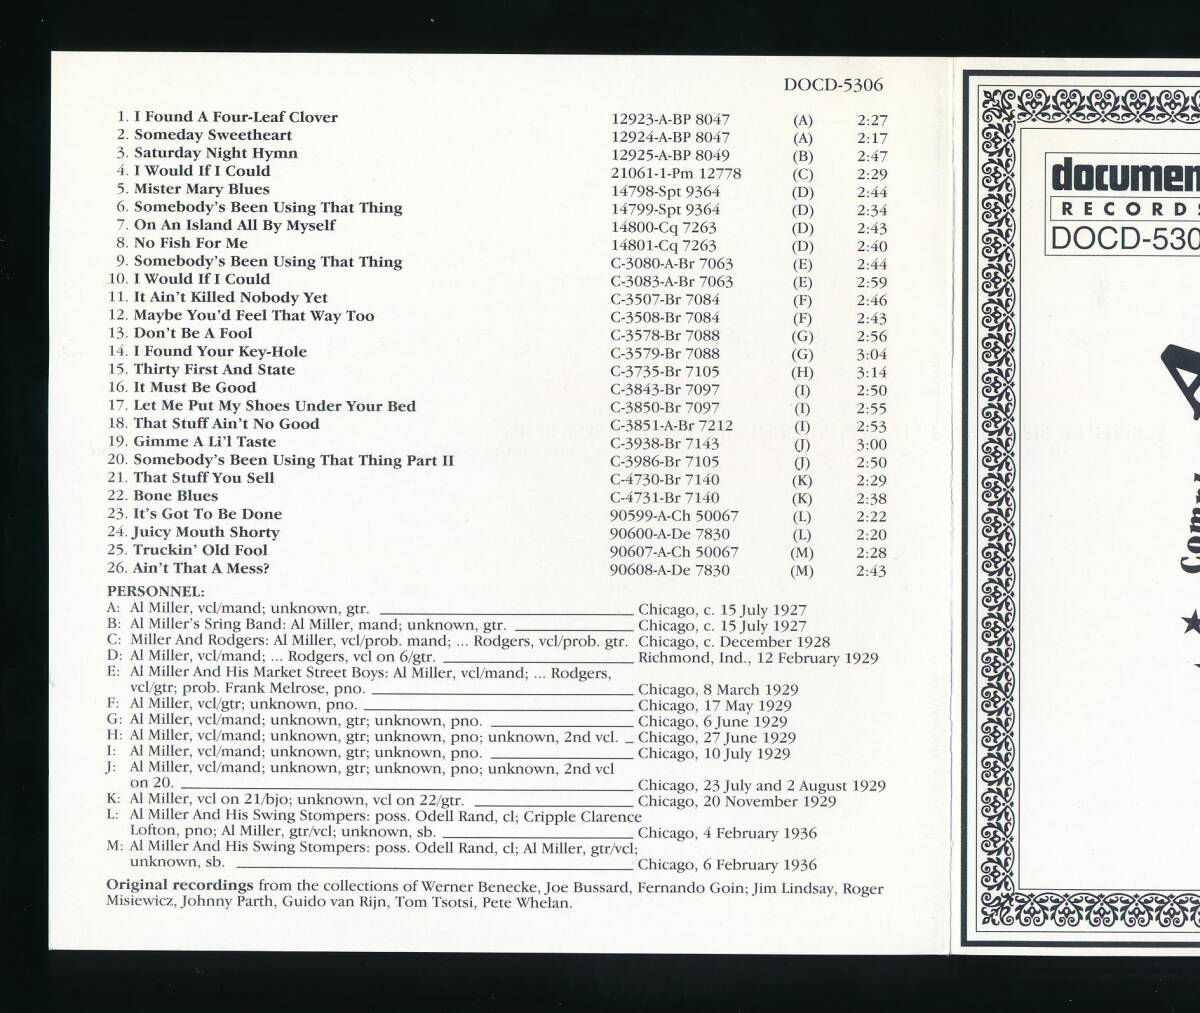 DOCD-5306
1. I Found A Four-Leaf Clover 12923-A-BP 8047 (A) 2:27
2. Someday Sweetheart 12924-A-BP 8047 (A) 2:17
3. Saturday Night Hymn 12925-A-BP 8049 (B) 2:47
4. I Would If I Could 21061-1-Pm 12778 (C) 2:29
5. Mister Mary Blues 14798-Spt 9364 (D) 2:44
6. Somebody's Been Using That Thing 14799-Spt 9364 (D) 2:34
7. On An Island All By Myself 14800-Cq 7263 (D) 2:43
8. No Fish For Me 14801-Cq 7263 (D) 2:40
9. Somebody's Been Using That Thing C-3080-A-Br 7063 (E) 2:44
10. I Would If I Could C-3083-A-Br 7063 (E) 2:59
11. It Ain't Killed Nobody Yet C-3507-Br 7084 (F) 2:46
12. Maybe You'd Feel That Way Too C-3508-Br 7084 (F) 2:43
13. Don't Be A Fool C-3578-Br 7088 (G) 2:56
14. I Found Your Key-Hole C-3579-Br 7088 (G) 3:04
15. Thirty First And State C-3735-Br 7105 (H) 3:14
16. It Must Be Good C-3843-Br 7097 (I) 2:50
17. Let Me Put My Shoes Under Your Bed C-3850-Br 7097 (I) 2:55
18. That Stuff Ain't No Good C-3851-A-Br 7212 (I) 2:53
19. Gimme A Li'l Taste C-3938-Br 7143 (J) 3:00
20. Somebody's Been Using That Thing Part II C-3986-Br 7105 (J) 2:50
21. That Stuff You Sell C-4730-Br 7140 (K) 2:29
22. Bone Blues C-4731-Br 7140 (K) 2:38
23. It's Got To Be Done 90599-A-Ch 50067 (L) 2:22
24. Juicy Mouth Shorty 90600-A-De 7830 (L) 2:20
25. Truckin' Old Fool 90607-A-Ch 50067 (M) 2:28
26. Ain't That A Mess? 90608-A-De 7830 (M) 2:43
PERSONNEL:
A: Al Miller, vcl/mand; unknown, gtr. Chicago, c. 15 July 1927
B: Al Miller's Sring Band: Al Miller, mand; unknown, gtr. Chicago, c. 15 July 1927
C: Miller And Rodgers: Al Miller, vcl/prob. mand; ... Rodgers, vcl/prob. gtr. Chicago, c. December 1928
D: Al Miller, vcl/mand; ... Rodgers, vcl on 6/gtr. Richmond, Ind., 12 February 1929
E: Al Miller And His Market Street Boys: Al Miller, vcl/mand; ... Rodgers,
vcl/gtr; prob. Frank Melrose, pno. Chicago, 8 March 1929
F: Al Miller, vcl/gtr; unknown, pno. Chicago, 17 May 1929
G: Al Miller, vcl/mand; unknown, gtr; unknown, pno. Chicago, 6 June 1929
H: Al Miller, vcl/mand; unknown, gtr; unknown, pno; unknown, 2nd vcl. Chicago, 27 June 1929
I: Al Miller, vcl/mand; unknown, gtr; unknown, pno. Chicago, 10 July 1929
J: Al Miller, vcl/mand; unknown, gtr; unknown, pno; unknown, 2nd vcl
on 20. Chicago, 23 July and 2 August 1929
K: Al Miller, vcl on 21/bjo; unknown, vcl on 22/gtr. Chicago, 20 November 1929
L: Al Miller And His Swing Stompers: poss. Odell Rand, cl; Cripple Clarence
Lofton, pno; Al Miller, gtr/vcl; unknown, sb. Chicago, 4 February 1936
M: Al Miller And His Swing Stompers: poss. Odell Rand, cl; Al Miller, gtr/vcl;
unknown, sb. Chicago, 6 February 1936
Original recordings from the collections of Werner Benecke, Joe Bussard, Fernando Goin; Jim Lindsay, Roger
Misiewicz, Johnny Parth, Guido van Rijn, Tom Tsotsi, Pete Whelan.
documen
RECORDS
DOCD-530
A
Compl